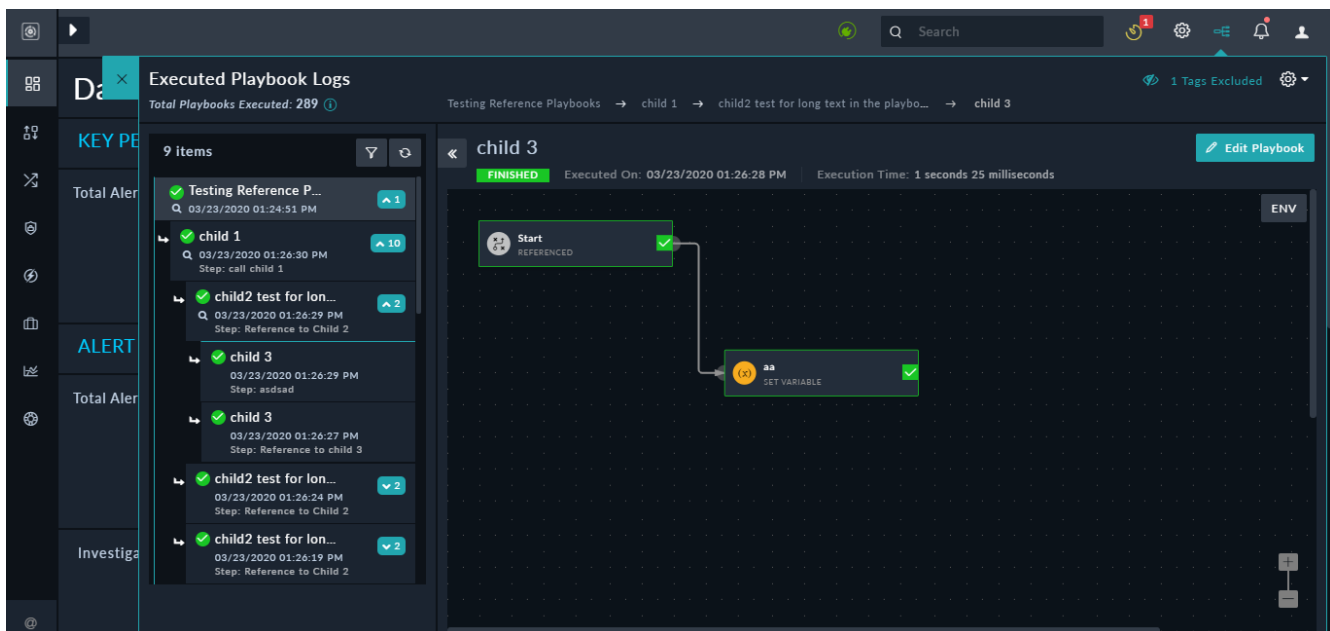 1
Search
Da
Executed Playbook Logs
Total Playbooks Executed: 289
Testing Reference Playbooks → child 1 → child2 test for long text in the playbo... → child 3
1 Tags Excluded
KEY PE
Total Aler
ALERT
Total Aler
Investiga
@
9 items
Testing Reference P...
03/23/2020 01:24:51 PM
1
child 1
03/23/2020 01:26:30 PM
Step: call child 1
10
child2 test for lon...
03/23/2020 01:26:29 PM
Step: Reference to Child 2
2
child 3
03/23/2020 01:26:29 PM
Step: asdsad
child 3
03/23/2020 01:26:27 PM
Step: Reference to child 3
child2 test for lon...
03/23/2020 01:26:24 PM
Step: Reference to Child 2
2
child2 test for lon...
03/23/2020 01:26:19 PM
Step: Reference to Child 2
2
child 3
Edit Playbook
FINISHED Executed On: 03/23/2020 01:26:28 PM Execution Time: 1 seconds 25 milliseconds
ENV
Start
REFERENCED
(x)
aa
SET VARIABLE